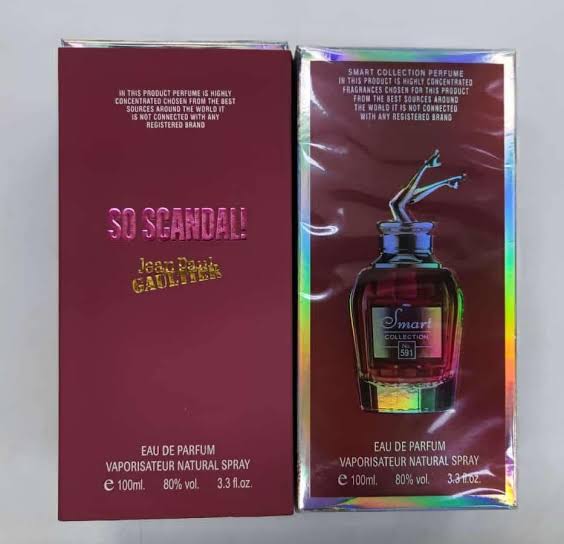 IN THIS PRODUCT PERFUME IS HIGHLY
CONCENTRATED CHOSEN FROM THE BEST
SOURCES AROUND THE WORLD IT
IS NOT CONNECTED WITH ANY
REGISTERED BRAND
SO SCANDAL!
Jean Paul
GAULTIER
EAU DE PARFUM
VAPORISATEUR NATURAL SPRAY
e 100ml. 80% vol. 3.3 fl.oz.
SMART COLLECTION PERFUME
IN THIS PRODUCT IS HIGHLY CONCENTRATED
FRAGRANCES CHOSEN FOR THIS PRODUCT
FROM THE BEST SOURCES AROUND
THE WORLD IT IS NOT CONNECTED
WITH ANY REGISTERED BRAND
Smart
COLLECTION
No.
591
EAU DE PARFUM
VAPORISATEUR NATURAL SPRAY
e 100ml. 80% vol. 3.3 fl.oz.